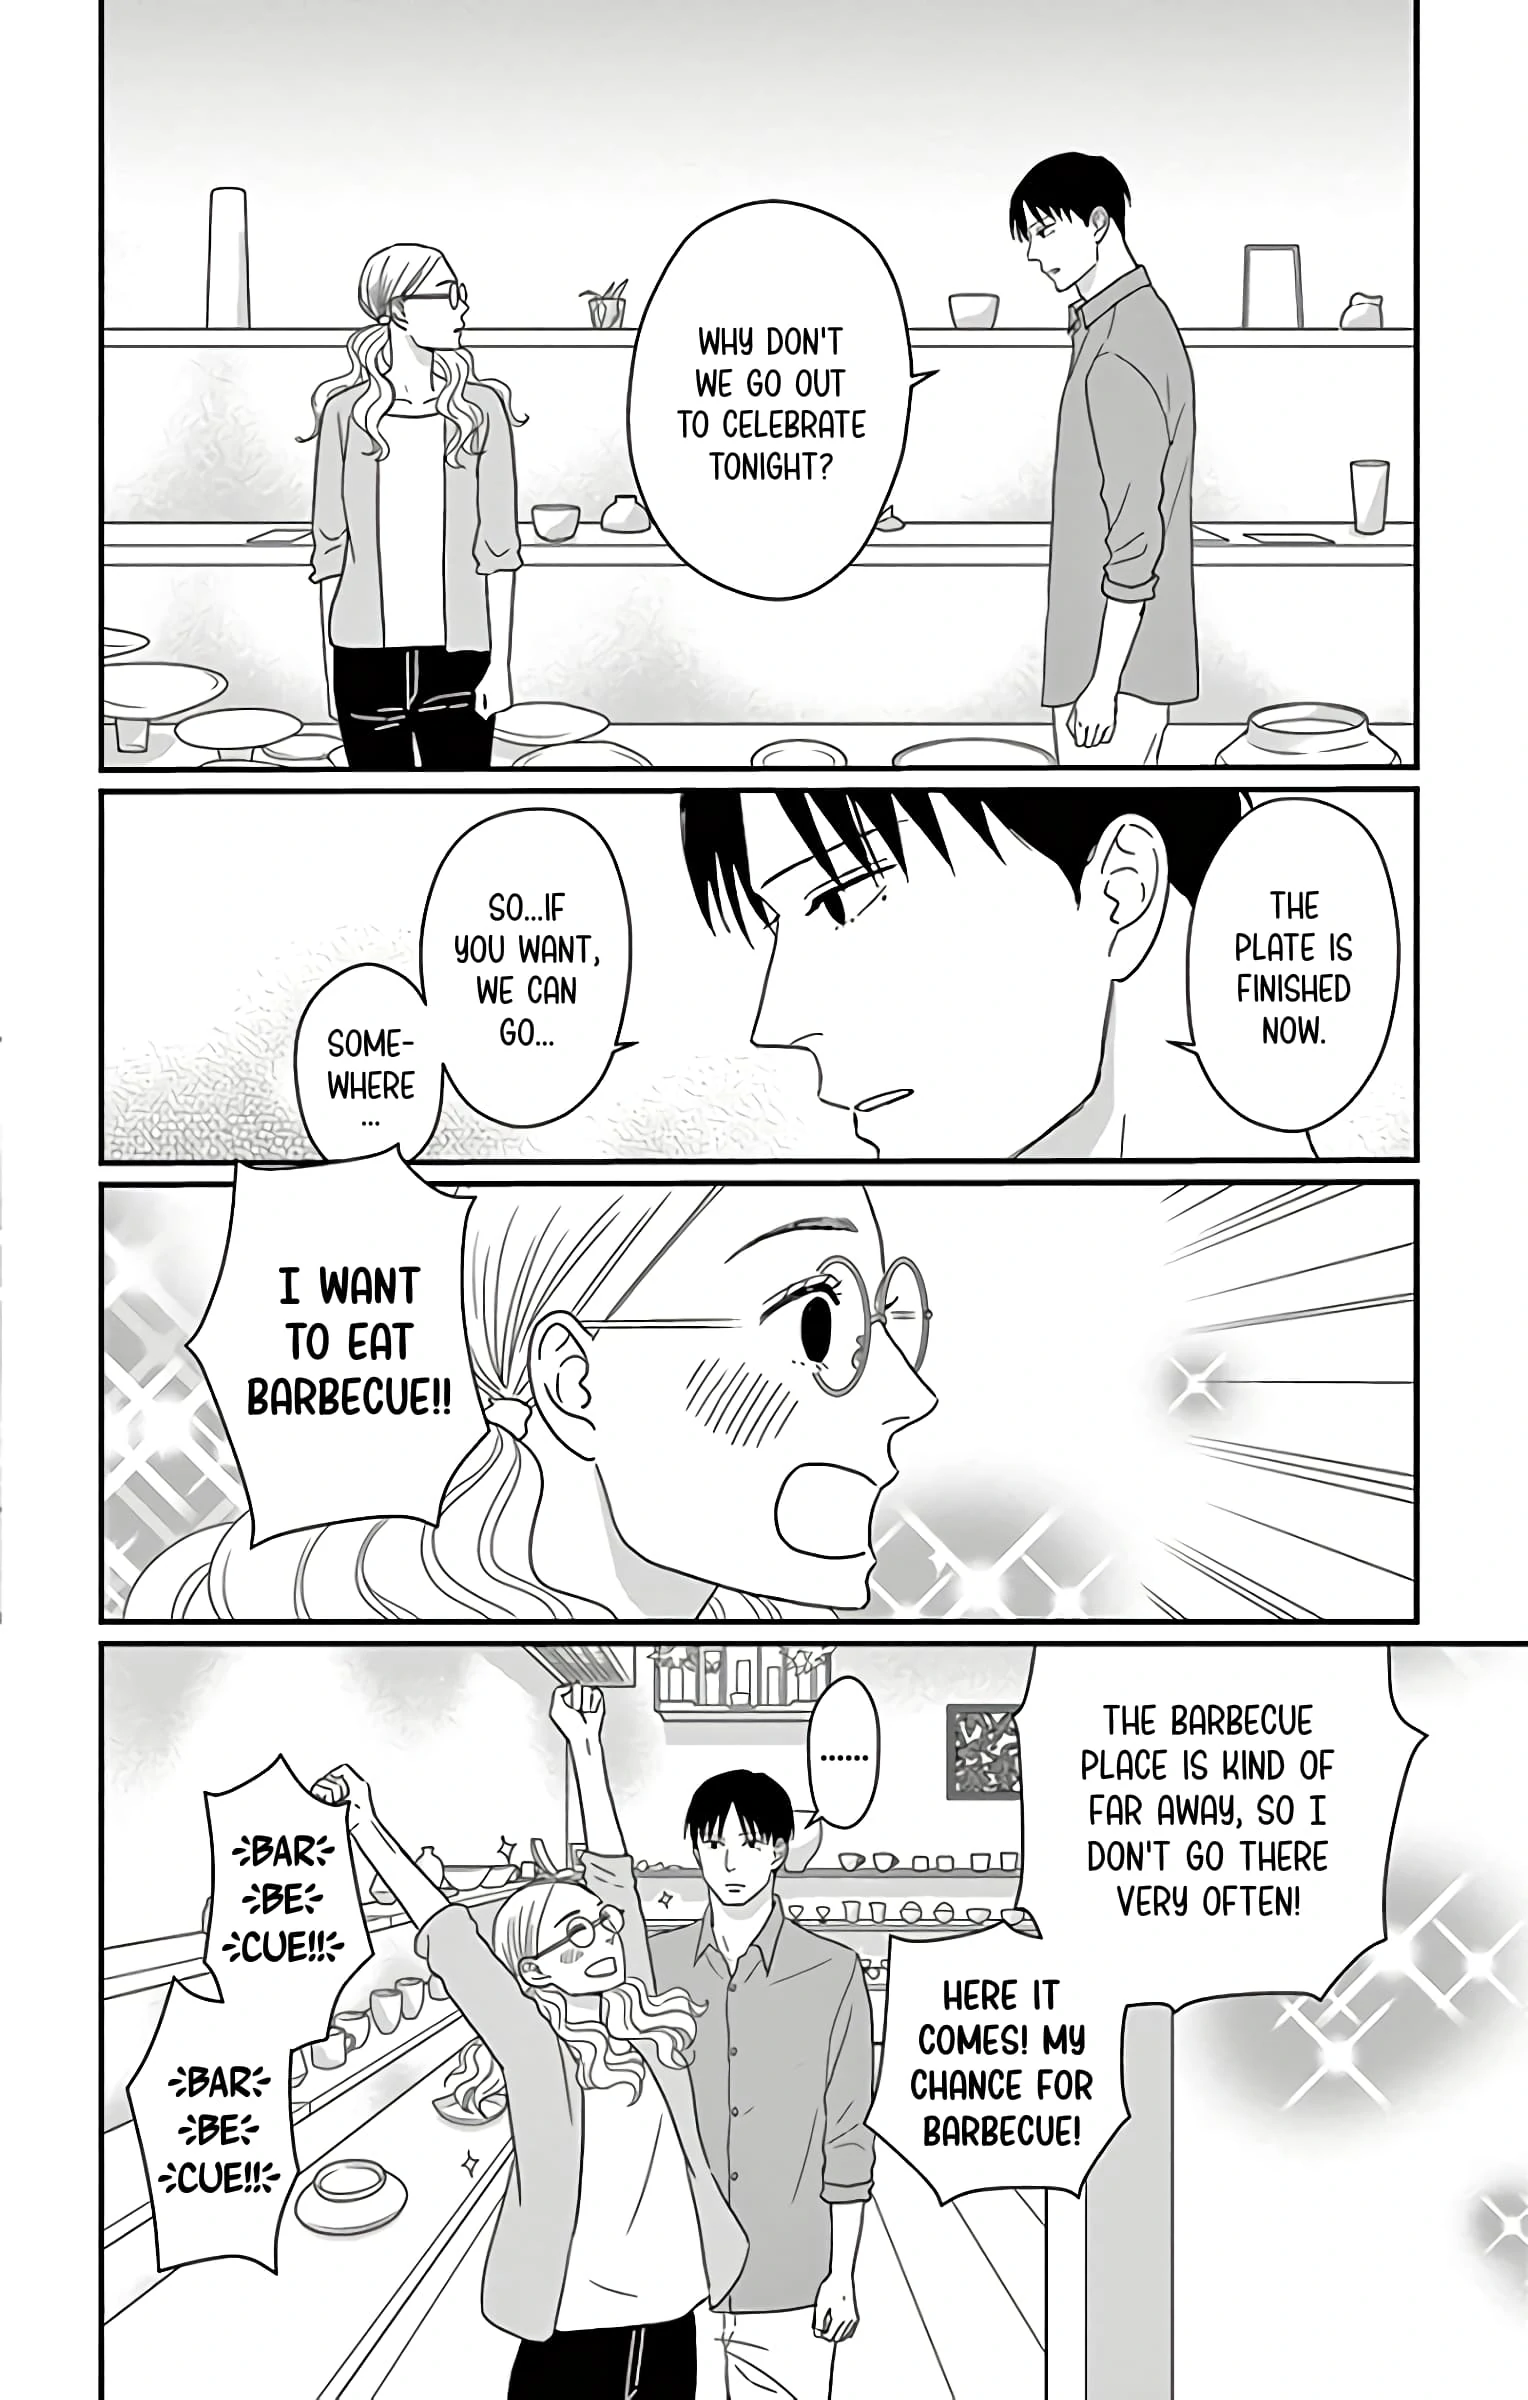 WHY DON'T
WE GO OUT
TO CELEBRATE
TONIGHT?
THE
PLATE IS
FINISHED
NOW.
SO...IF
YOU WANT,
WE CAN
GO...
SOME-
WHERE
...
I WANT
TO EAT
BARBECUE!!
THE BARBECUE
PLACE IS KIND OF
FAR AWAY, SO I
DON'T GO THERE
VERY OFTEN!
HERE IT
COMES! MY
CHANCE FOR
BARBECUE!
......
BAR
BE
CUE!!
BAR
BE
CUE!!